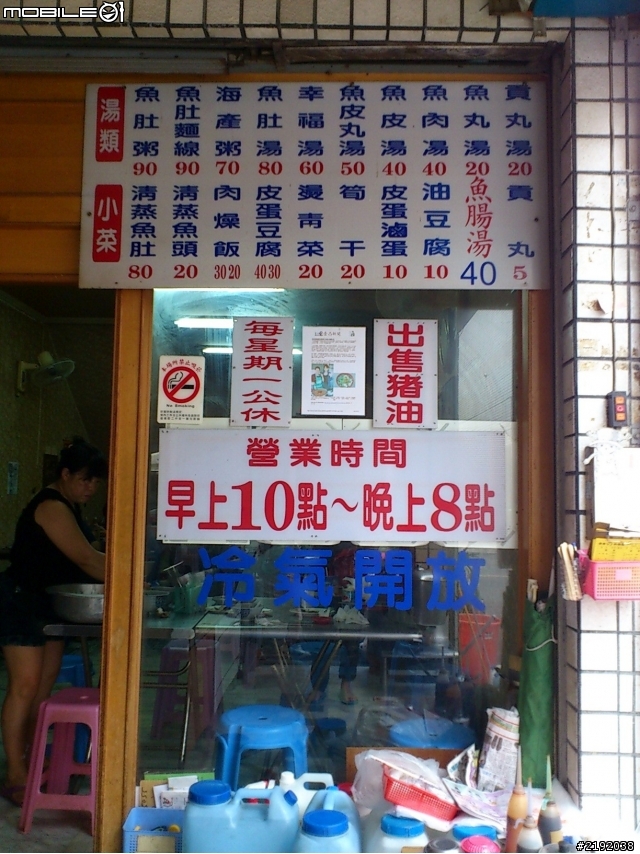 MOBILE01
湯類
魚肚粥 90
魚肚麵線 90
海產粥 70
魚肚湯 80
幸福湯 60
魚皮丸湯 50
魚皮湯 40
魚肉湯 40
魚丸湯 20
貢丸湯 20
小菜
清蒸魚肚 80
清蒸魚頭 20
肉燥飯 30 20
皮蛋豆腐 40 30
燙青菜 20
筍干 20
皮蛋滷蛋 10
油豆腐 10
魚腸湯 40
貢丸 5
No Smoking
每星期一公休
出售猪油
營業時間
早上10點~晚上8點
冷氣開放
#2192038